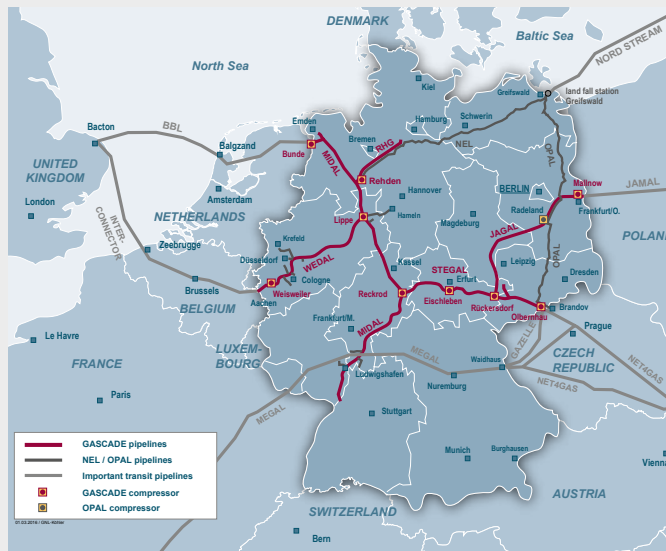 DENMARK
Baltic Sea
NORD STREAM
North Sea
Kiel
Greifswald
land fall station
Greifswald
Emden
Hamburg
Schwerin
Bacton
BBL
Balgzand
Bunde
MIDAL
Bremen
RHG
NEL
OPAL
UNITED
KINGDOM
Rehden
Hannover
BERLIN
Mallnow
JAMAL
London
Amsterdam
NETHERLANDS
Lippe
Hameln
Magdeburg
Radeland
Frankfurt/O.
INTER-
CONNECTOR
Zeebrugge
Krefeld
Düsseldorf
WEDAL
JAGAL
POLAND
Kassel
STEGAL
Leipzig
OPAL
Dresden
Brussels
Cologne
Weisweiler
Aachen
Erfurt
Reckrod
Eischleben
Rückersdorf
Olbernhau
Brandov
BELGIUM
Le Havre
Frankfurt/M.
MIDAL
Prague
LUXEM-
BOURG
MEGAL
Waidhaus
GAZELLE
CZECH
REPUBLIC
NET4GAS
FRANCE
Ludwigshafen
Nuremburg
NET4GAS
Paris
MEGAL
Stuttgart
GASCADE pipelines
NEL / OPAL pipelines
Important transit pipelines
GASCADE compressor
OPAL compressor
Munich
Burghausen
Vienna
AUSTRIA
SWITZERLAND
Bern